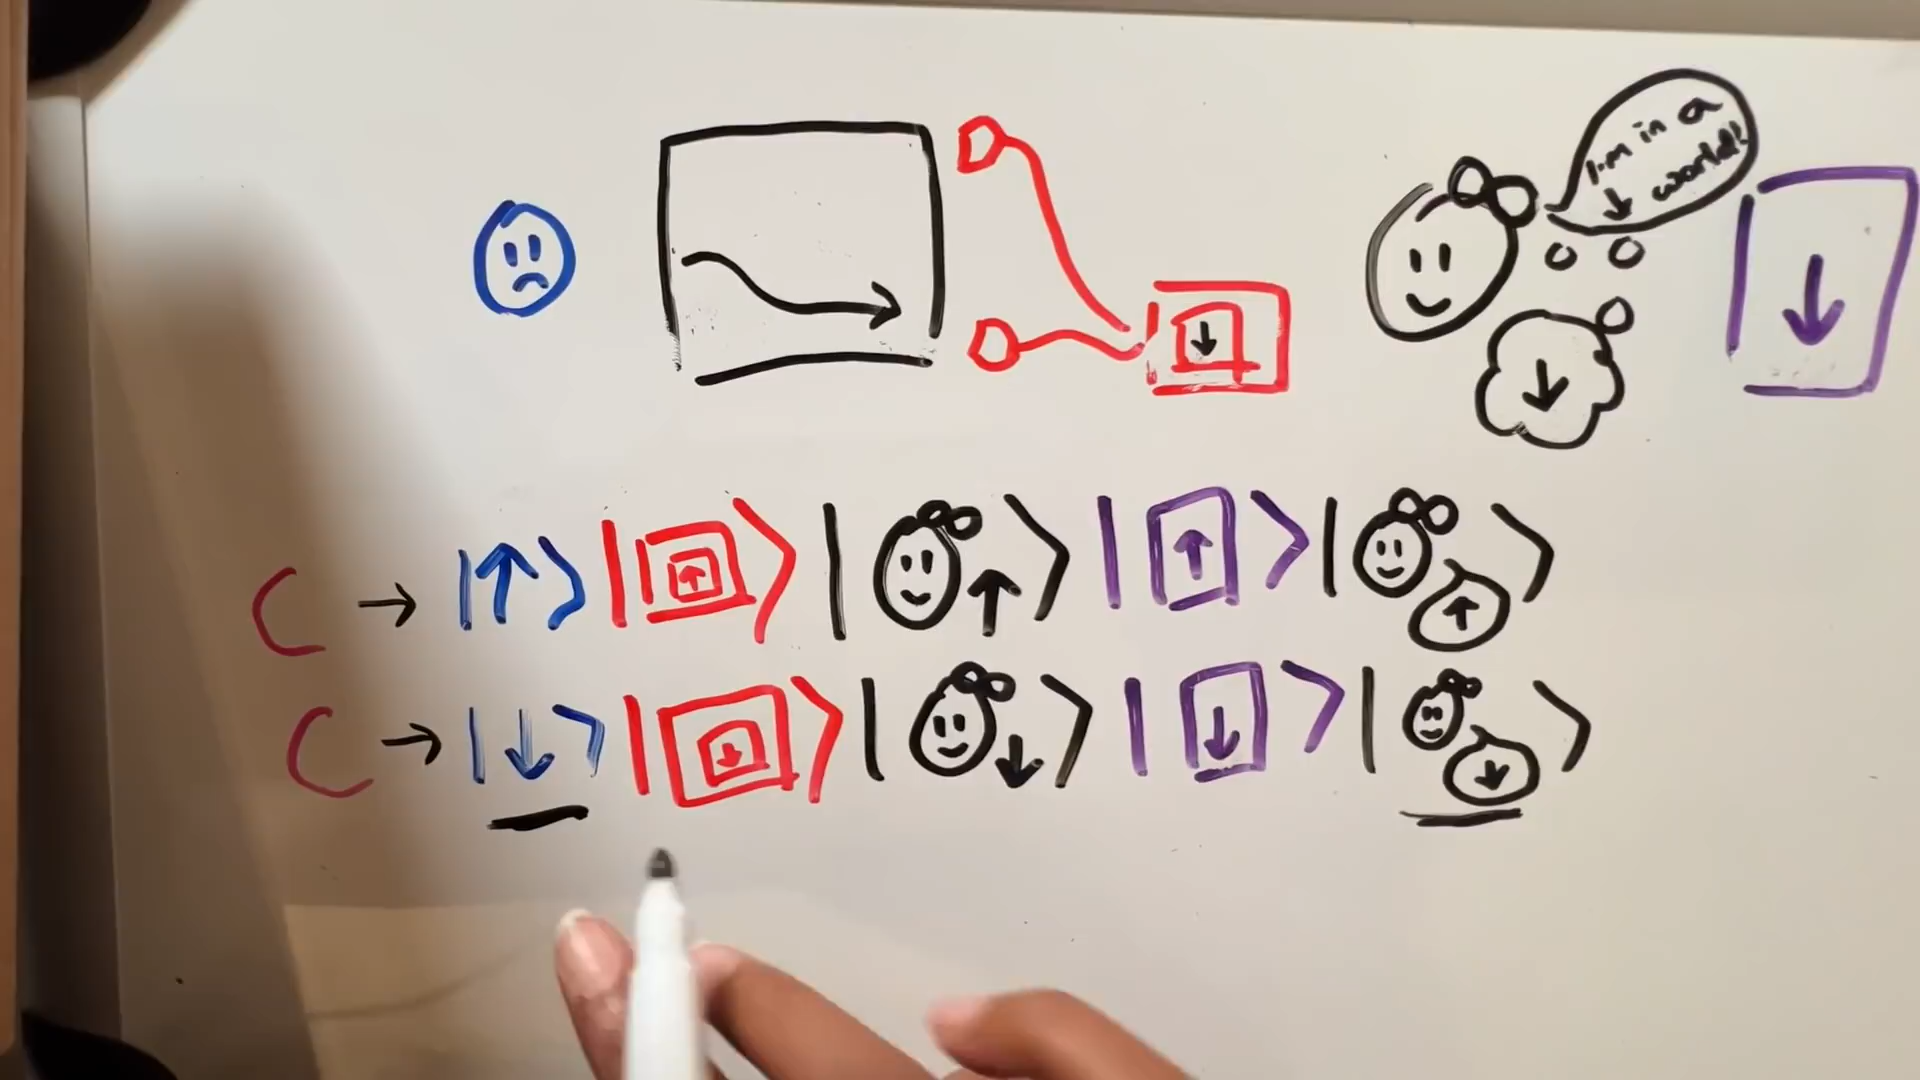 I'm in a
↓ world!!
C → |↑⟩ |↑⟩ |↑⟩ |↑⟩ |↑⟩
C → |↓⟩ |↓⟩ |↓⟩ |↓⟩ |↓⟩